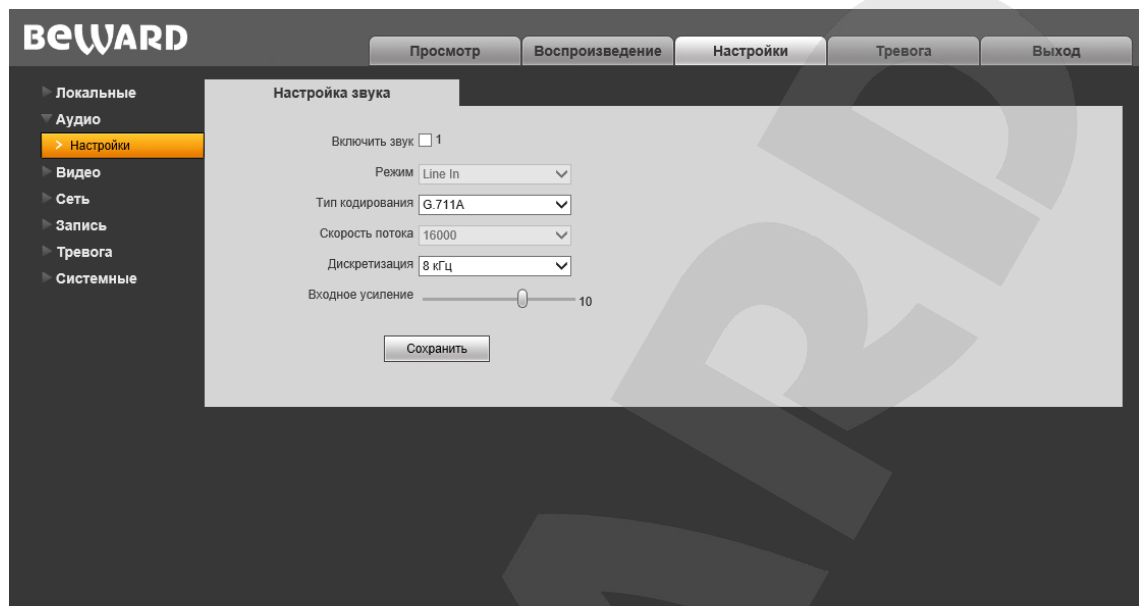 BEWARD
Просмотр Воспроизведение Настройки Тревога Выход
Локальные
Аудио
> Настройки
Видео
Сеть
Запись
Тревога
Системные
Настройка звука
Включить звук 1
Режим Line In
Тип кодирования G.711A
Скорость потока 16000
Дискретизация 8 кГц
Входное усиление 10
Сохранить
ARD